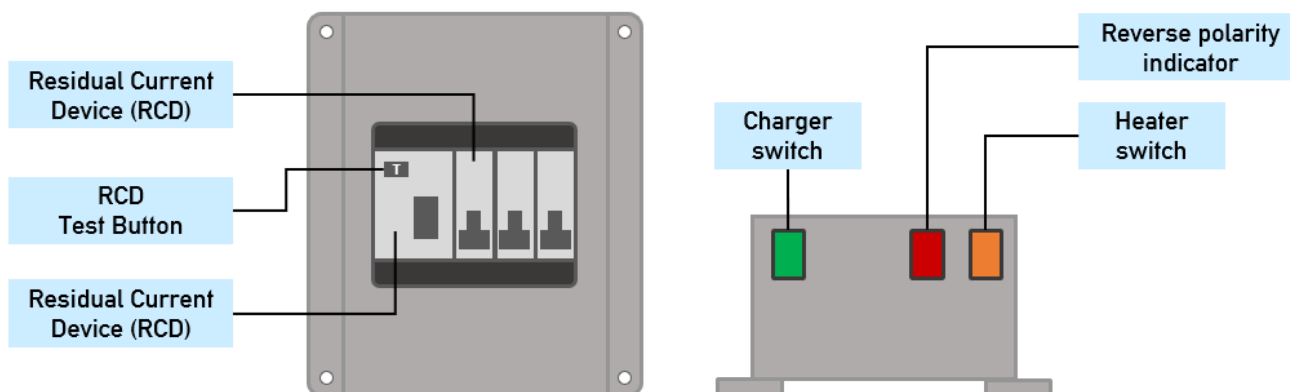 Residual Current
Device (RCD)
T
RCD
Test Button
Residual Current
Device (RCD)
Reverse polarity
indicator
Charger
switch
Heater
switch